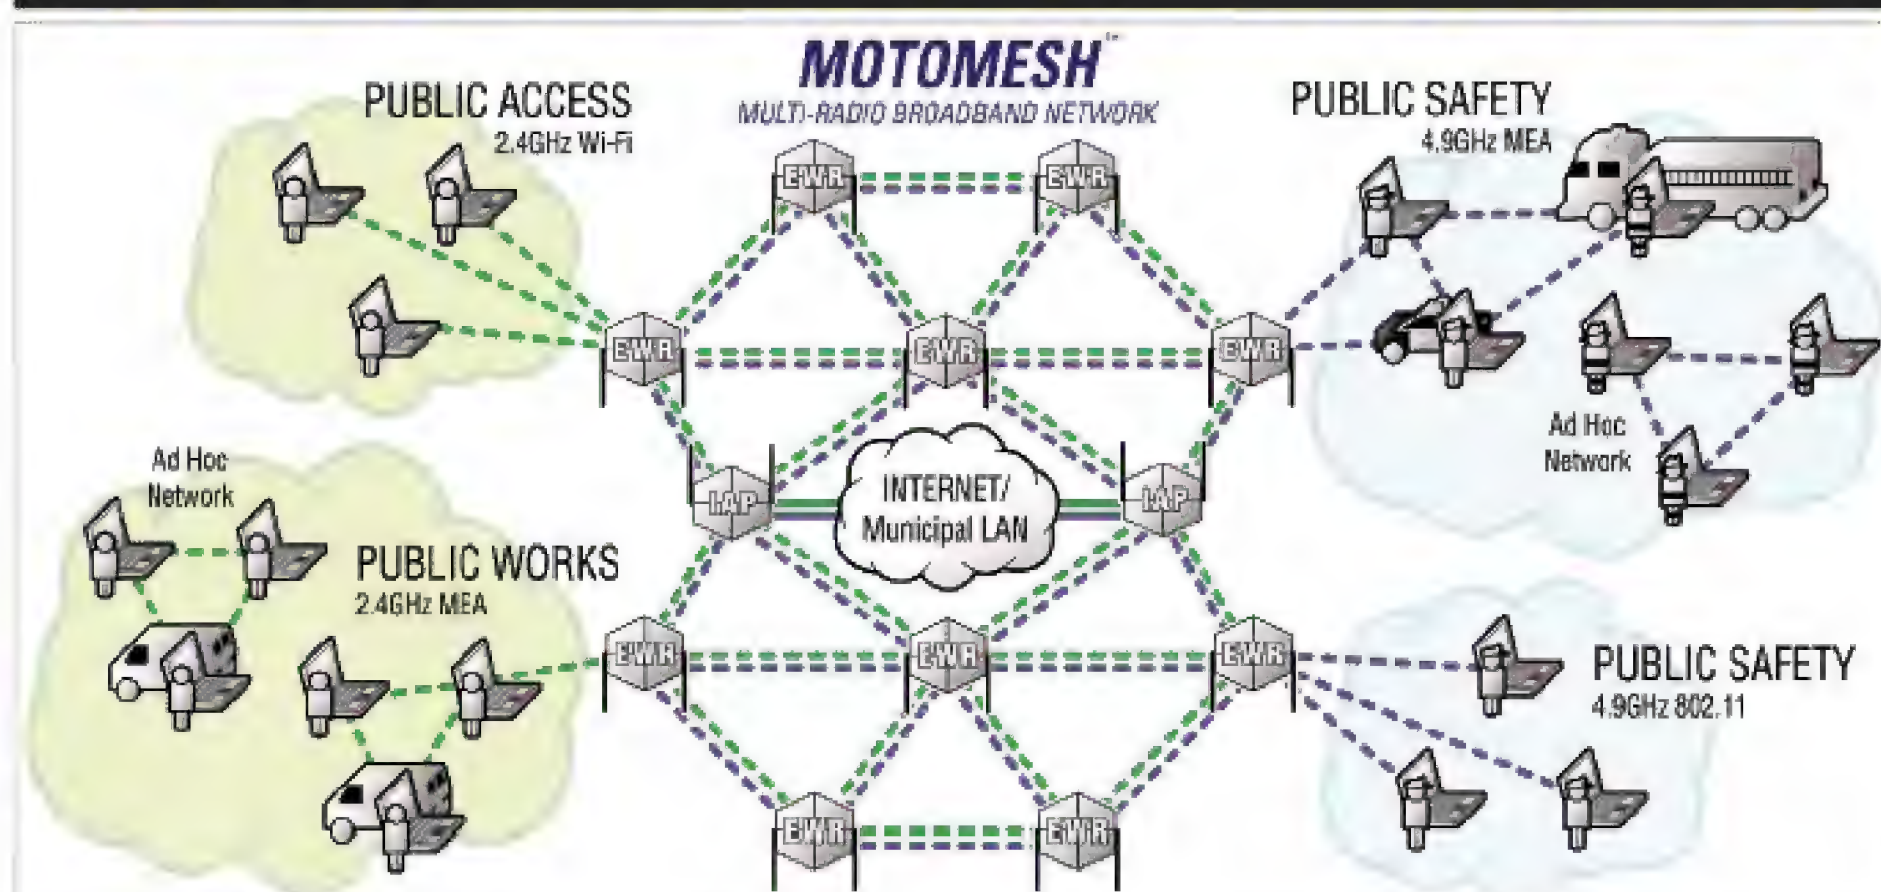 MOTOMESH™
MULTI-RADIO BROADBAND NETWORK
PUBLIC ACCESS
2.4GHz Wi-Fi
PUBLIC SAFETY
4.9GHz MEA
EWR
EWR
EWR
EWR
EWR
Ad Hoc
Network
Ad Hoc
Network
IAP
INTERNET/
Municipal LAN
IAP
PUBLIC WORKS
2.4GHz MEA
EWR
EWR
EWR
PUBLIC SAFETY
4.9GHz 802.11
EWR
EWR